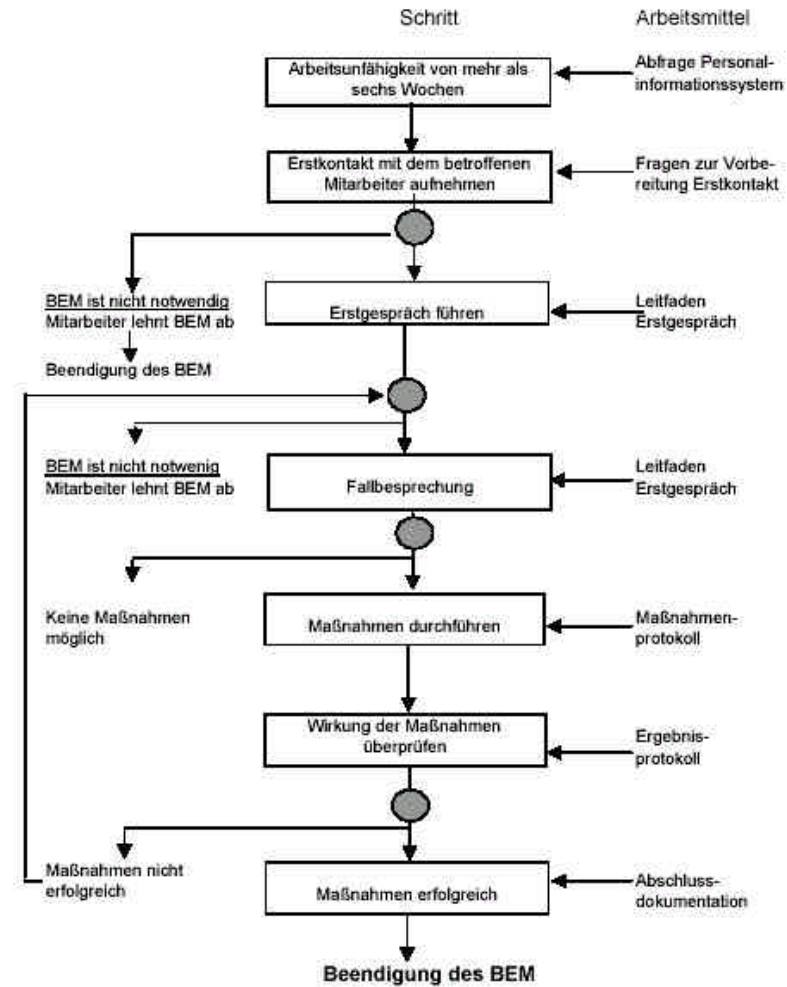 Schritt
Arbeitsmittel
Arbeitsunfähigkeit von mehr als
sechs Wochen
Abfrage Personal-
informationssystem
Erstkontakt mit dem betroffenen
Mitarbeiter aufnehmen
Fragen zur Vorbe-
reitung Erstkontakt
BEM ist nicht notwendig
Mitarbeiter lehnt BEM ab
Erstgespräch führen
Leitfaden
Erstgespräch
Beendigung des BEM
BEM ist nicht notwenig
Mitarbeiter lehnt BEM ab
Fallbesprechung
Leitfaden
Erstgespräch
Keine Maßnahmen
möglich
Maßnahmen durchführen
Maßnahmen-
protokoll
Wirkung der Maßnahmen
überprüfen
Ergebnis-
protokoll
Maßnahmen nicht
erfolgreich
Maßnahmen erfolgreich
Abschluss-
dokumentation
Beendigung des BEM